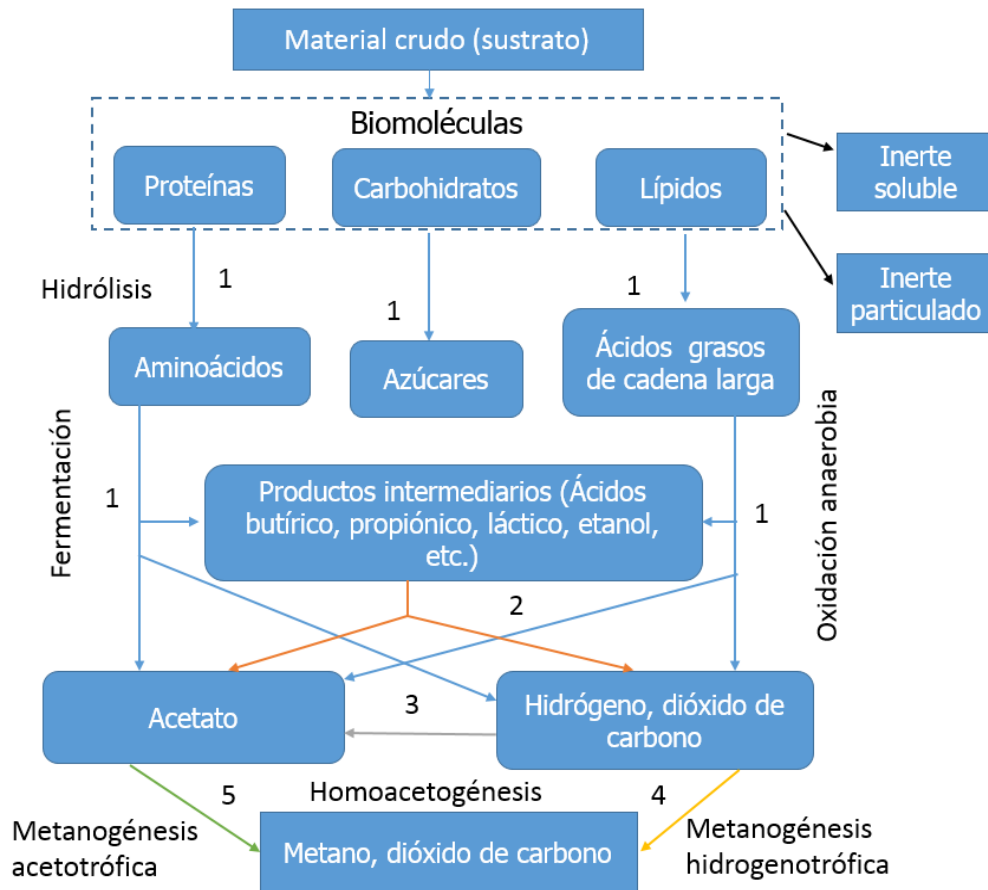 Material crudo (sustrato)
Biomoléculas
Proteínas
Carbohidratos
Lípidos
Inerte
soluble
Inerte
particulado
Hidrólisis
1
1
1
Aminoácidos
Azúcares
Ácidos grasos
de cadena larga
Fermentación
1
Productos intermediarios (Ácidos
butírico, propiónico, láctico, etanol,
etc.)
1
Oxidación anaerobia
2
Acetato
3
Hidrógeno, dióxido de
carbono
5
Homoacetogénesis
4
Metanogénesis
acetotrófica
Metano, dióxido de carbono
Metanogénesis
hidrogenotrófica